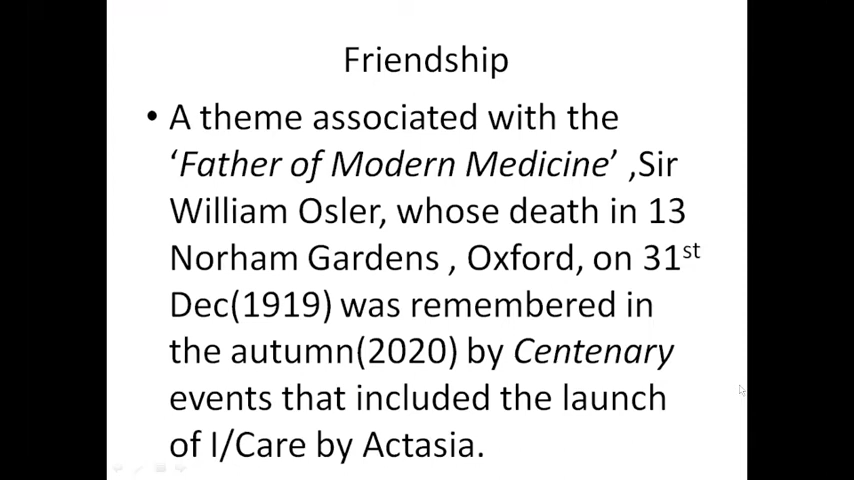 Friendship
• A theme associated with the
‘Father of Modern Medicine’ ,Sir
William Osler, whose death in 13
Norham Gardens , Oxford, on 31st
Dec(1919) was remembered in
the autumn(2020) by Centenary
events that included the launch
of I/Care by Actasia.